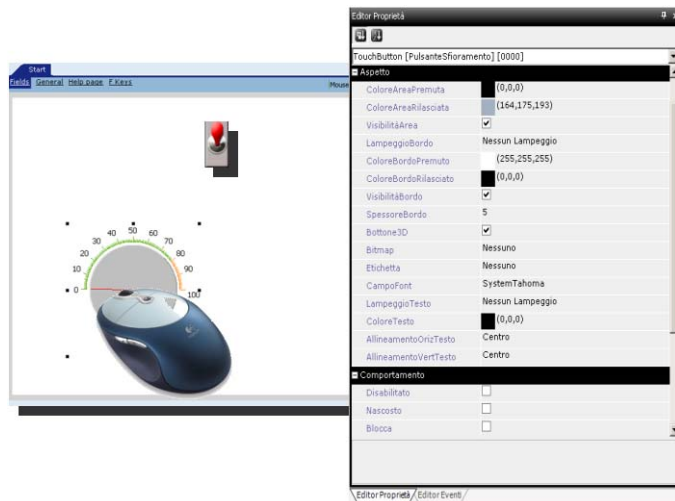 Start
Fields General Help page F.Keys
Mouse
50
40 60
30 70
20 80
10 90
0 100
Editor Proprietà
TouchButton [PulsanteSfioramento] [0000]
Aspetto
ColoreAreaPremuta (0,0,0)
ColoreAreaRilasciata (164,175,193)
VisibilitàArea
LampeggioBordo Nessun Lampeggio
ColoreBordoPremuto (255,255,255)
ColoreBordoRilasciato (0,0,0)
VisibilitàBordo
SpessoreBordo 5
Bottone3D
Bitmap Nessuno
Etichetta Nessuno
CampoFont SystemTahoma
LampeggioTesto Nessun Lampeggio
ColoreTesto (0,0,0)
AllineamentoOrizTesto Centro
AllineamentoVertTesto Centro
Comportamento
Disabilitato
Nascosto
Blocca
Editor Proprietà Editor Eventi